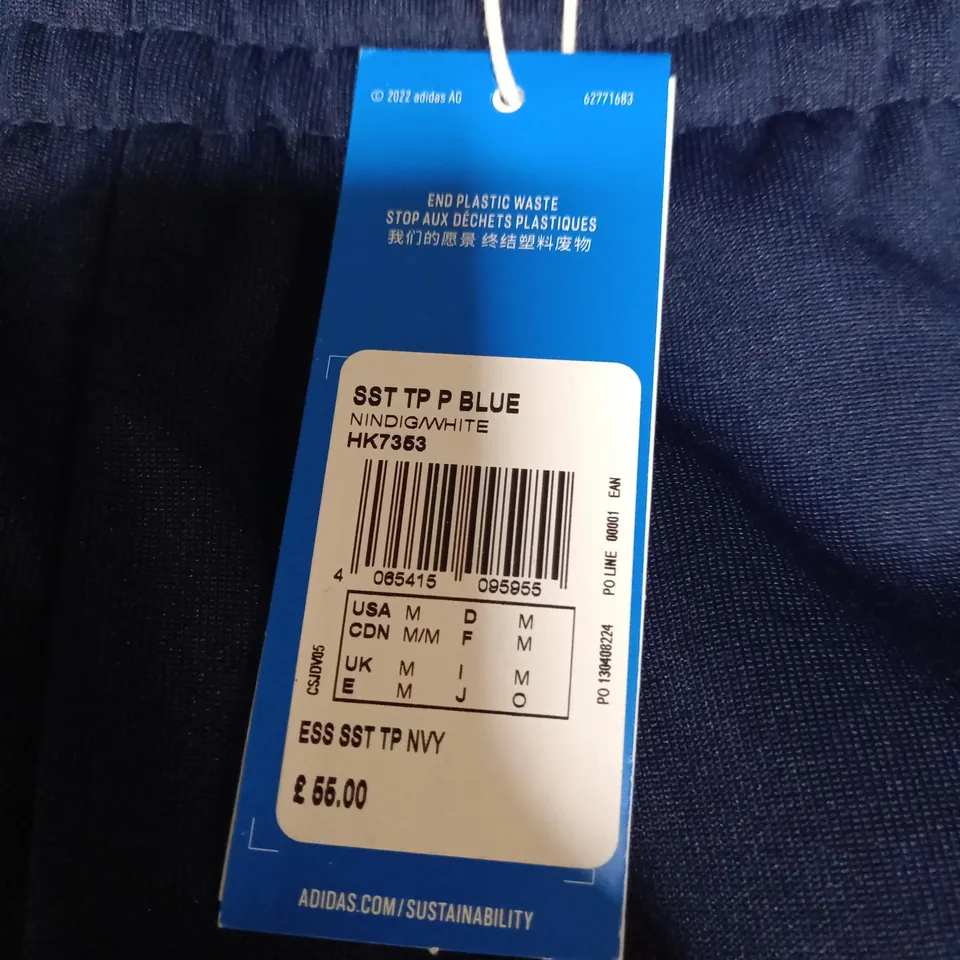 © 2022 adidas AG
62771683
END PLASTIC WASTE
STOP AUX DÉCHETS PLASTIQUES
我们的愿景 终结塑料废物
SST TP P BLUE
NINDIG/WHITE
HK7353
4 065415 095955
USA M D M
CDN M/M F M
UK M I M
E M J O
CSJDV05
PO 130408224 PO LINE 00001 EAN
ESS SST TP NVY
£ 55.00
ADIDAS.COM/SUSTAINABILITY